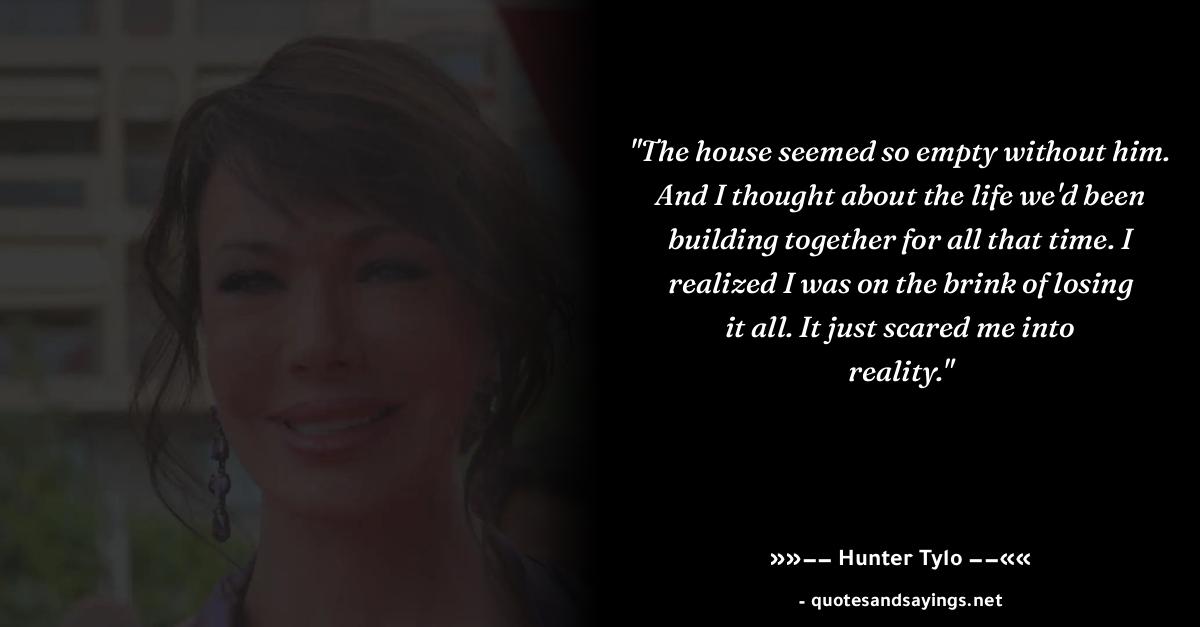 "The house seemed so empty without him.
And I thought about the life we'd been
building together for all that time. I
realized I was on the brink of losing
it all. It just scared me into
reality."
»»−− Hunter Tylo −−««
- quotesandsayings.net